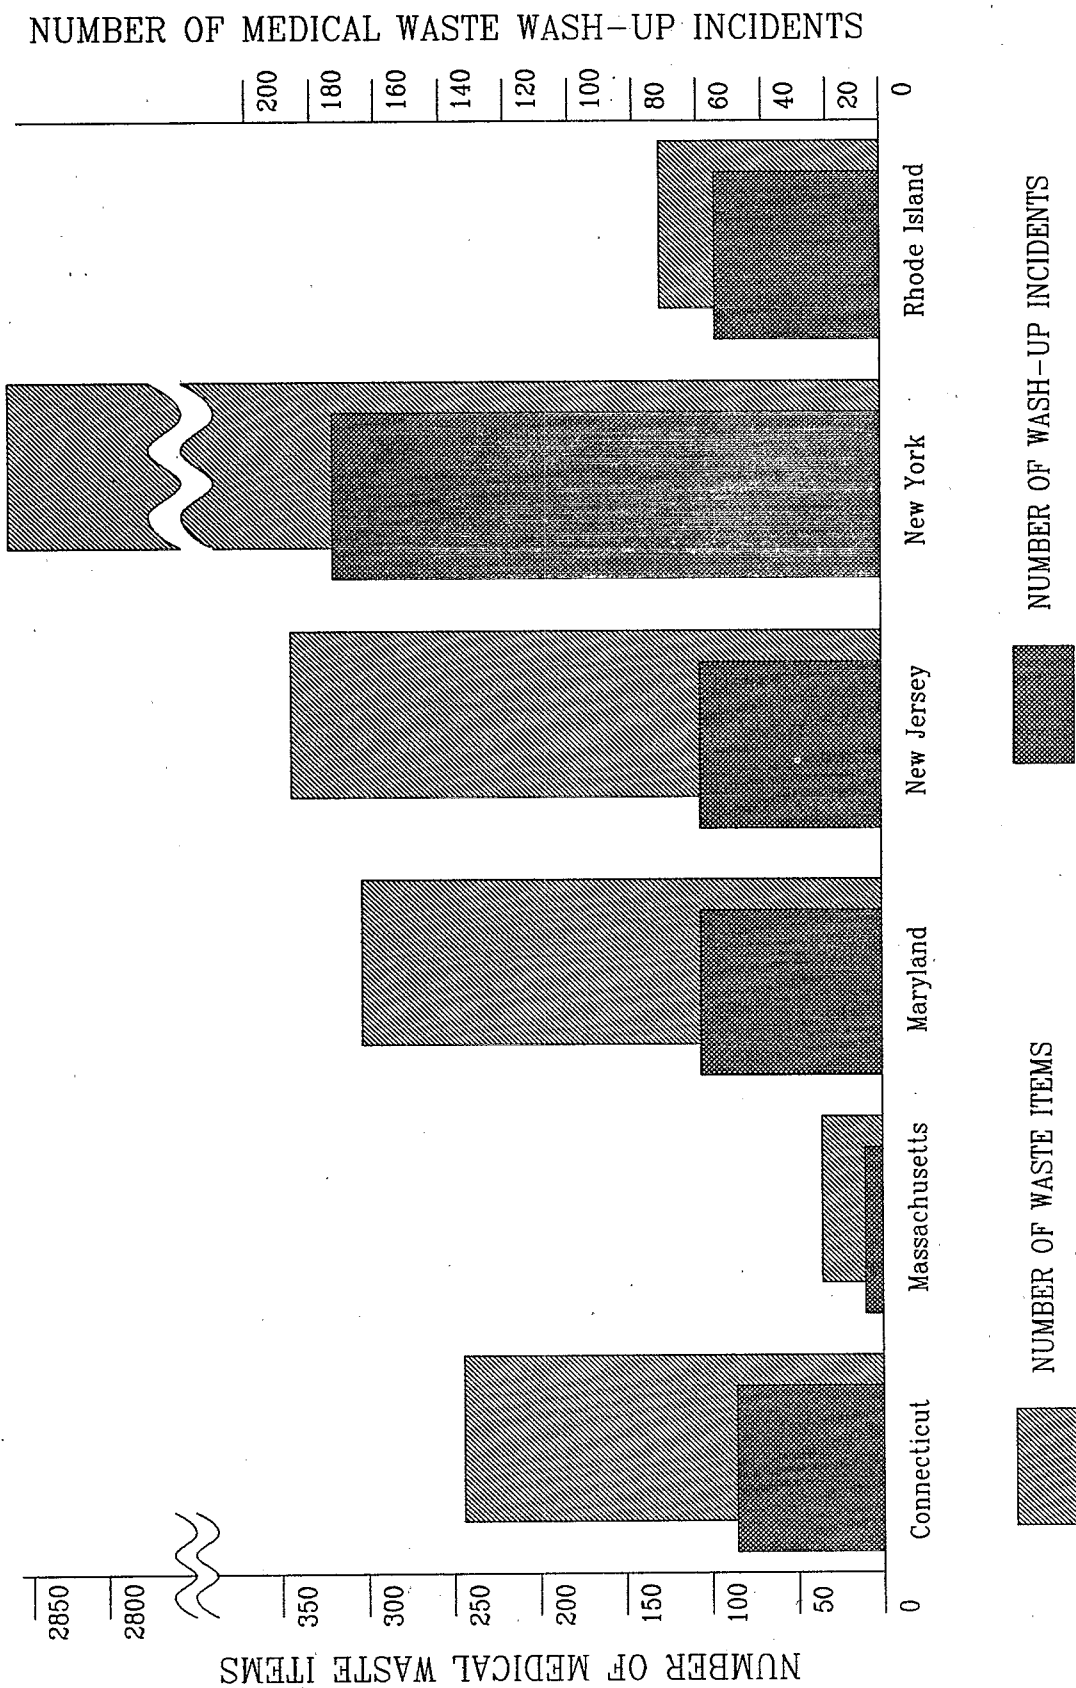 NUMBER OF MEDICAL WASTE ITEMS
2850
2800
350
300
250
200
150
100
50
0
Connecticut
Massachusetts
Maryland
New Jersey
New York
Rhode Island
NUMBER OF MEDICAL WASTE WASH-UP INCIDENTS
200
180
160
140
120
100
80
60
40
20
0
NUMBER OF WASTE ITEMS
NUMBER OF WASH-UP INCIDENTS